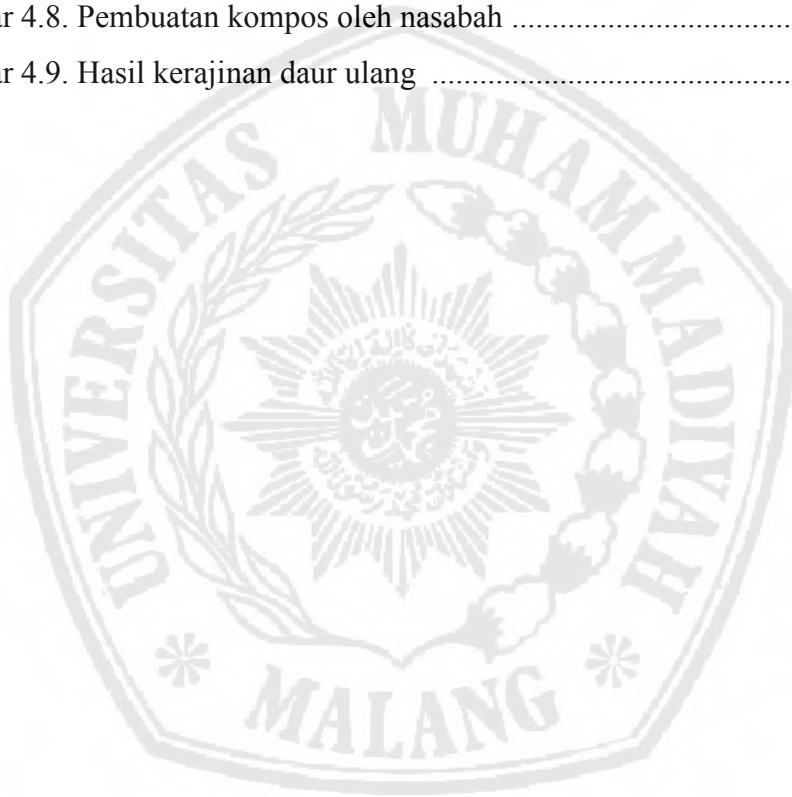 ar 4.8. Pembuatan kompos oleh nasabah ...................................
ar 4.9. Hasil kerajinan daur ulang .............................................
UNIVERSITAS MUHAMMADIYAH
MALANG